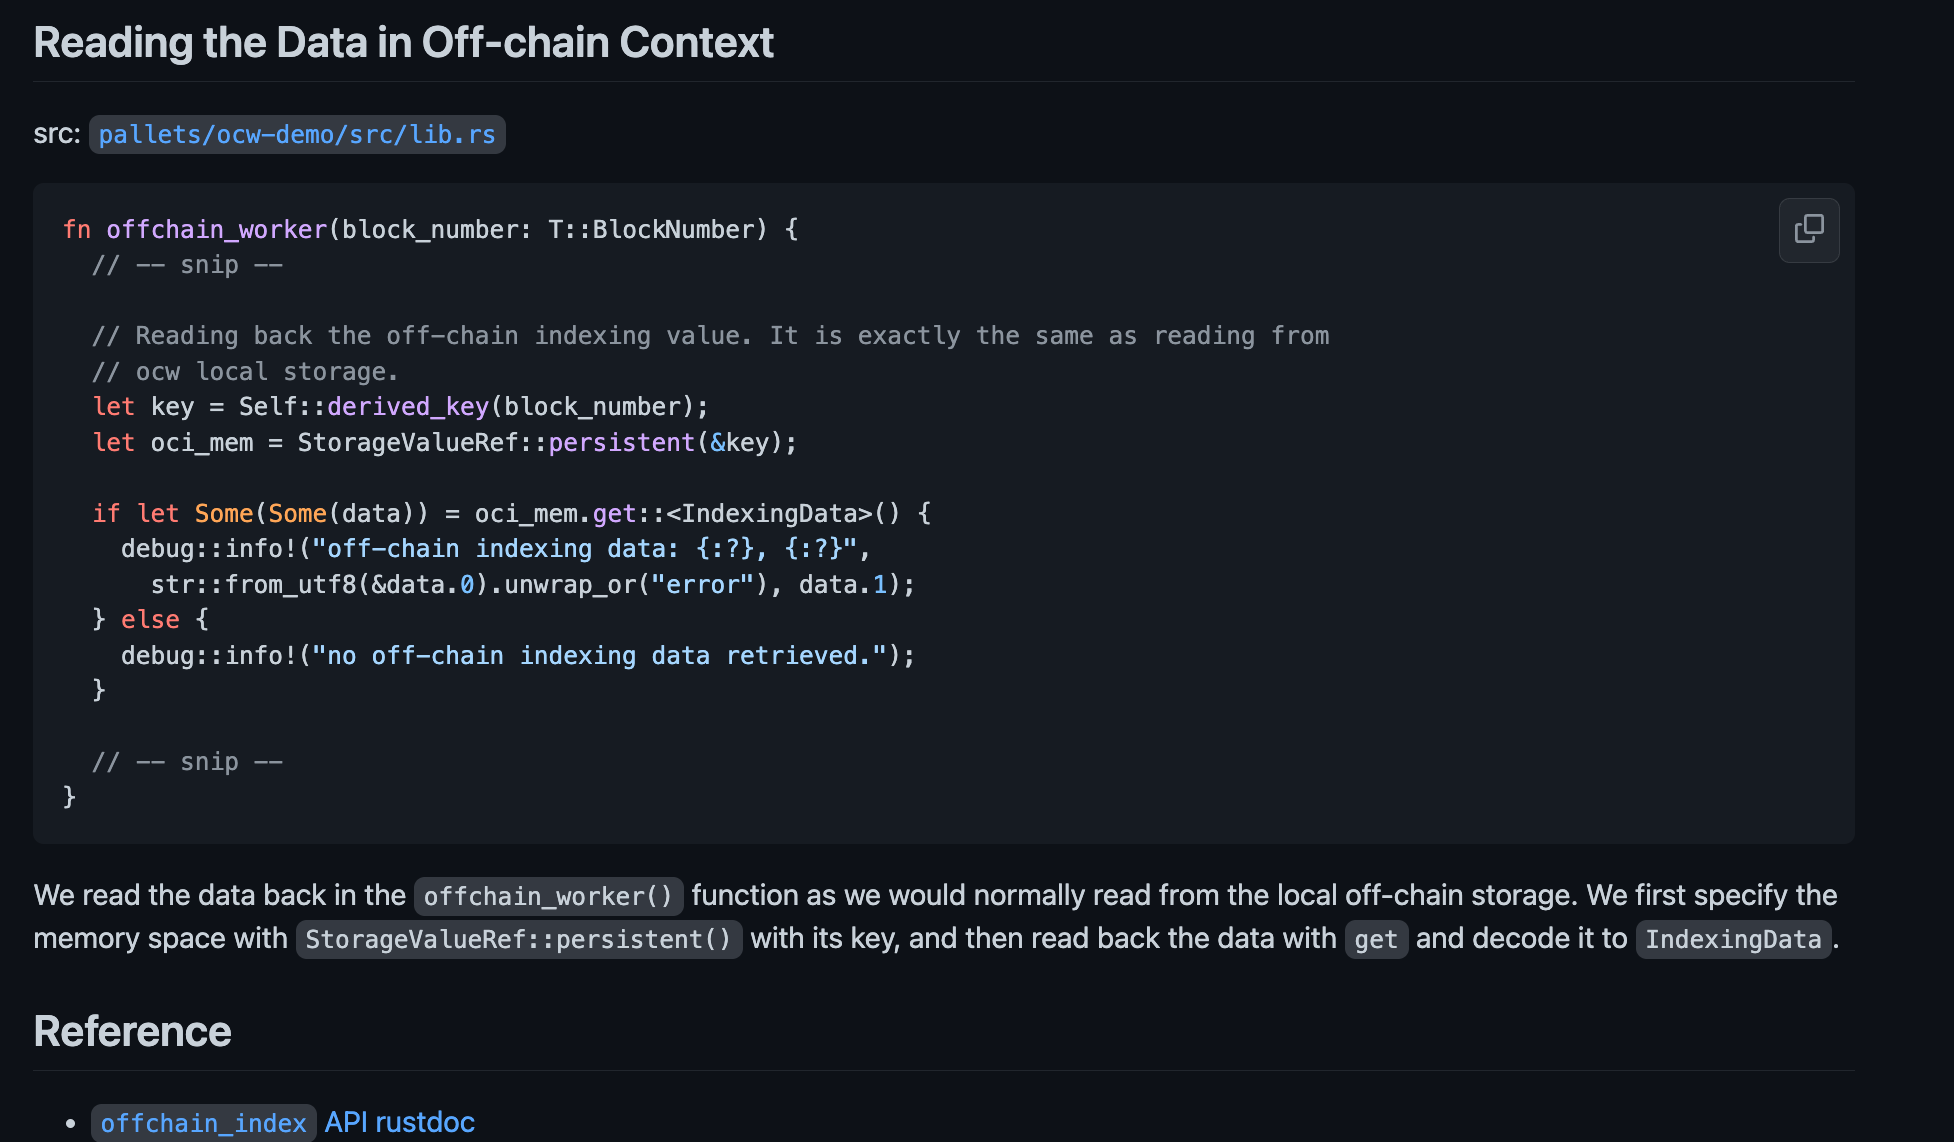 Reading the Data in Off-chain Context
src: pallets/ocw-demo/src/lib.rs
fn offchain_worker(block_number: T::BlockNumber) {
  // -- snip --
  // Reading back the off-chain indexing value. It is exactly the same as reading from
  // ocw local storage.
  let key = Self::derived_key(block_number);
  let oci_mem = StorageValueRef::persistent(&key);
  if let Some(Some(data)) = oci_mem.get::<IndexingData>() {
    debug::info!("off-chain indexing data: {:?}, {:?}",
      str::from_utf8(&data.0).unwrap_or("error"), data.1);
  } else {
    debug::info!("no off-chain indexing data retrieved.");
  }
  // -- snip --
}
We read the data back in the offchain_worker() function as we would normally read from the local off-chain storage. We first specify the
memory space with StorageValueRef::persistent() with its key, and then read back the data with get and decode it to IndexingData.
Reference
• offchain_index API rustdoc